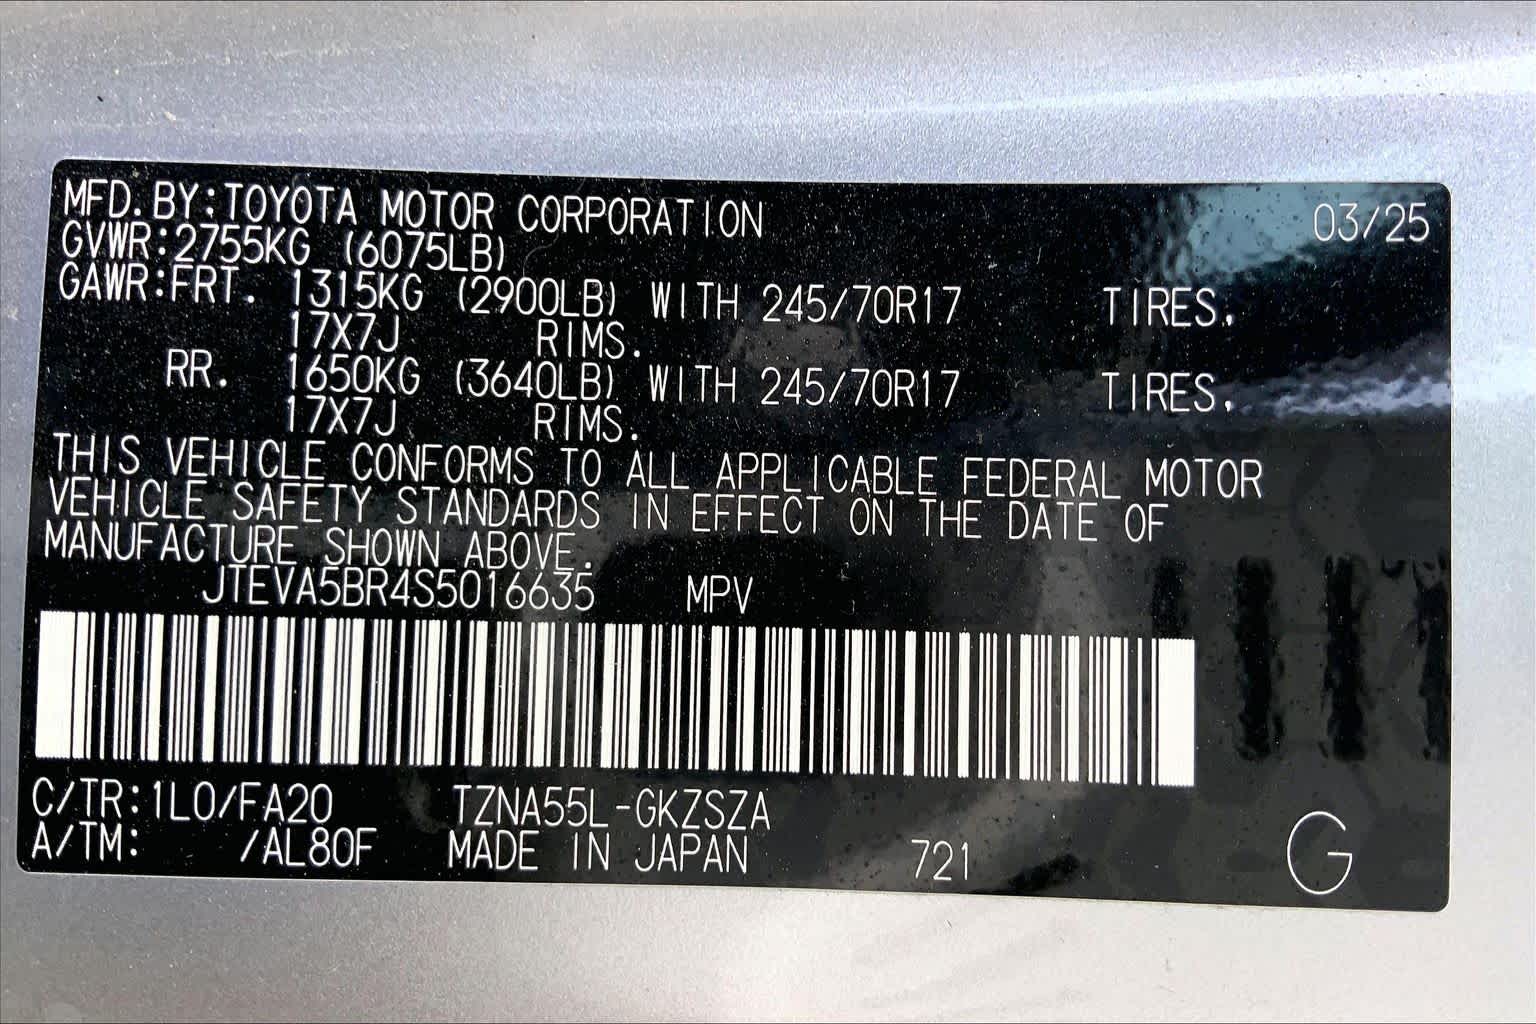 MFD.BY:TOYOTA MOTOR CORPORATION 03/25
GVWR:2755KG (6075LB)
GAWR:FRT. 1315KG (2900LB) WITH 245/70R17 TIRES,
17X7J RIMS.
RR. 1650KG (3640LB) WITH 245/70R17 TIRES,
17X7J RIMS.
THIS VEHICLE CONFORMS TO ALL APPLICABLE FEDERAL MOTOR
VEHICLE SAFETY STANDARDS IN EFFECT ON THE DATE OF
MANUFACTURE SHOWN ABOVE.
JTEVA5BR4S5016635 MPV
C/TR:1L0/FA20 TZNA55L-GKZSZA
A/TM: /AL80F MADE IN JAPAN 721 G